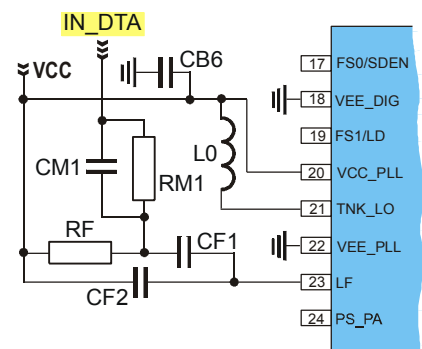 IN_DTA
VCC
CB6
17 FS0/SDEN
18 VEE_DIG
19 FS1/LD
L0
CM1
RM1
20 VCC_PLL
21 TNK_LO
RF
CF1
22 VEE_PLL
CF2
23 LF
24 PS_PA